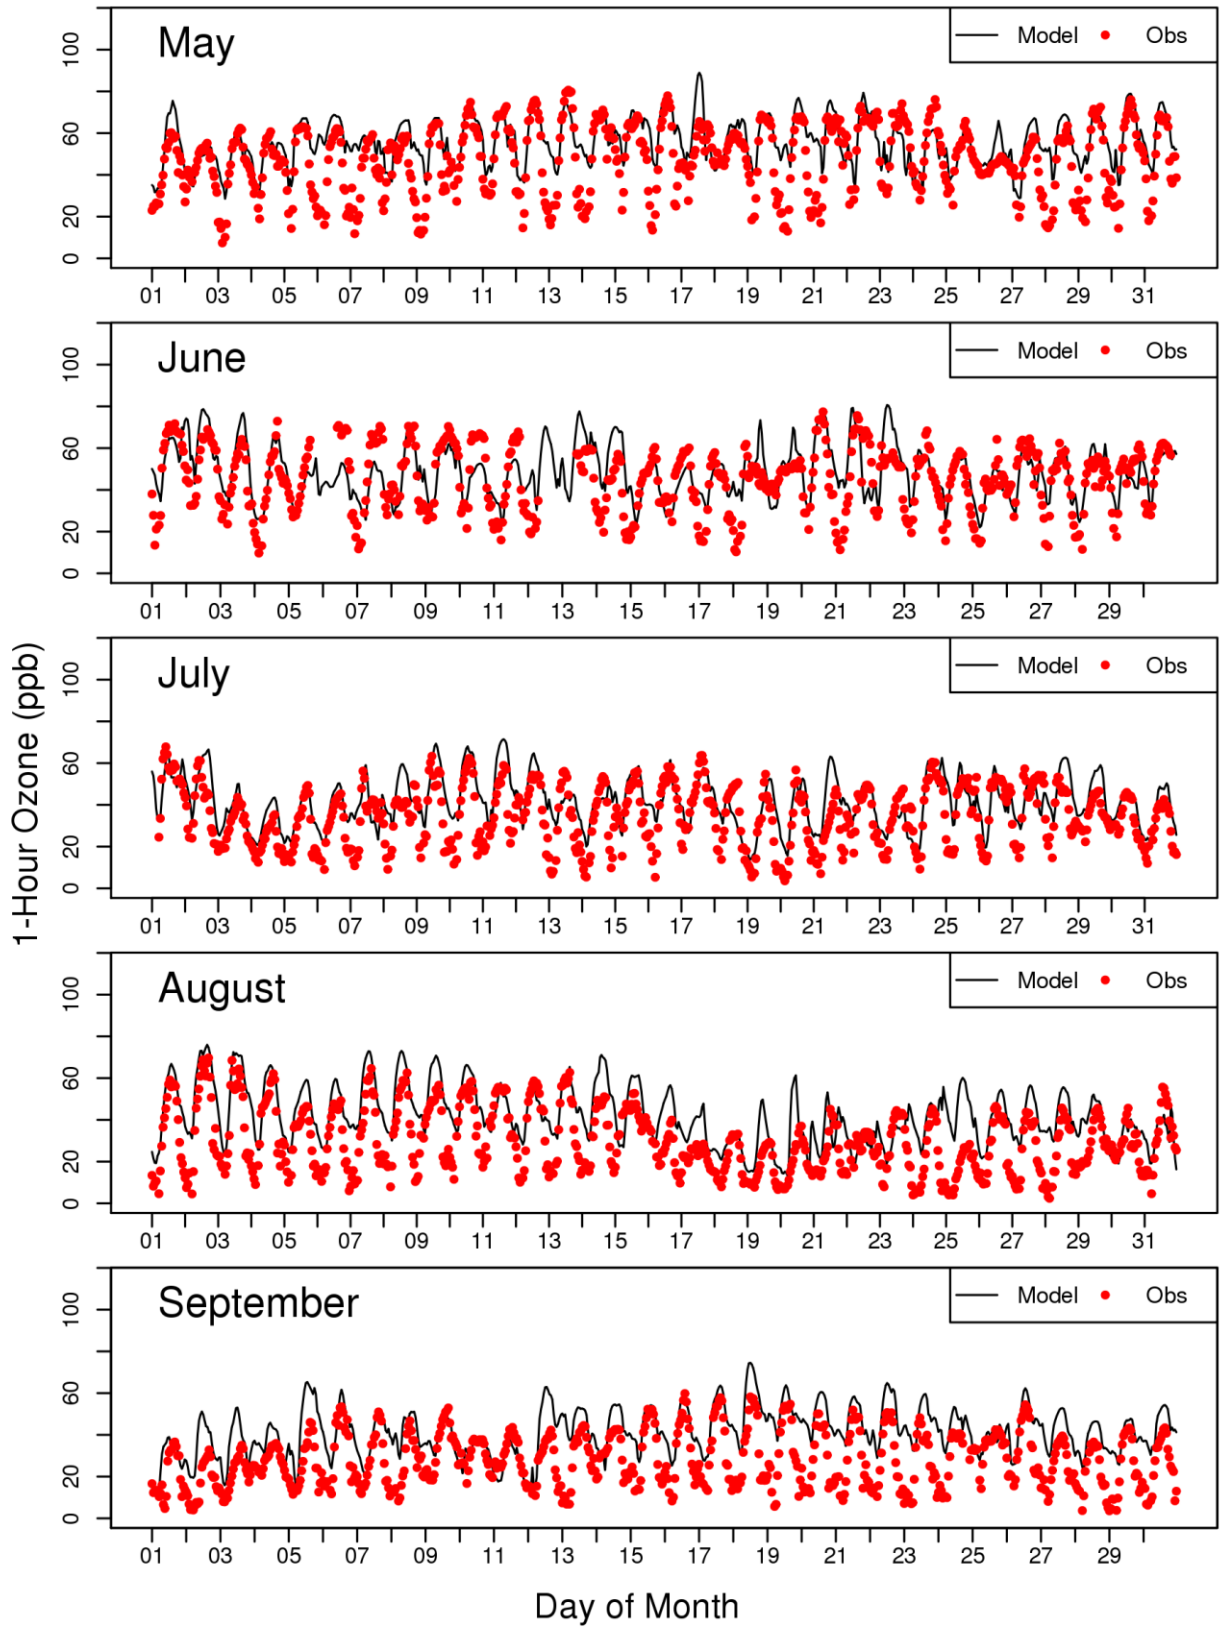 1-Hour Ozone (ppb)
May
Model Obs
0 20 60 100
01 03 05 07 09 11 13 15 17 19 21 23 25 27 29 31
June
Model Obs
0 20 60 100
01 03 05 07 09 11 13 15 17 19 21 23 25 27 29
July
Model Obs
0 20 60 100
01 03 05 07 09 11 13 15 17 19 21 23 25 27 29 31
August
Model Obs
0 20 60 100
01 03 05 07 09 11 13 15 17 19 21 23 25 27 29 31
September
Model Obs
0 20 60 100
01 03 05 07 09 11 13 15 17 19 21 23 25 27 29
Day of Month